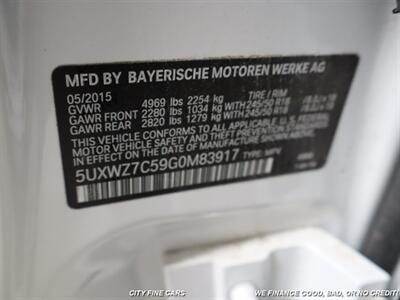 MFD BY BAYERISCHE MOTOREN WERKE AG
05/2015 TIRE / RIM
GVWR 4969 lbs 2254 kg
GAWR FRONT 2280 lbs 1034 kg WITH 245/50 R18
GAWR REAR 2820 lbs 1279 kg WITH 245/50 R18
THIS VEHICLE CONFORMS TO ALL APPLICABLE
FEDERAL MOTOR VEHICLE SAFETY AND THEFT PREVENTION
STANDARDS IN EFFECT ON THE DATE OF
MANUFACTURE SHOWN ABOVE.
5UXWZ7C59G0M83917 TYPE: MPV
CITY FINE CARS WE FINANCE GOOD, BAD, OR NO CREDIT!